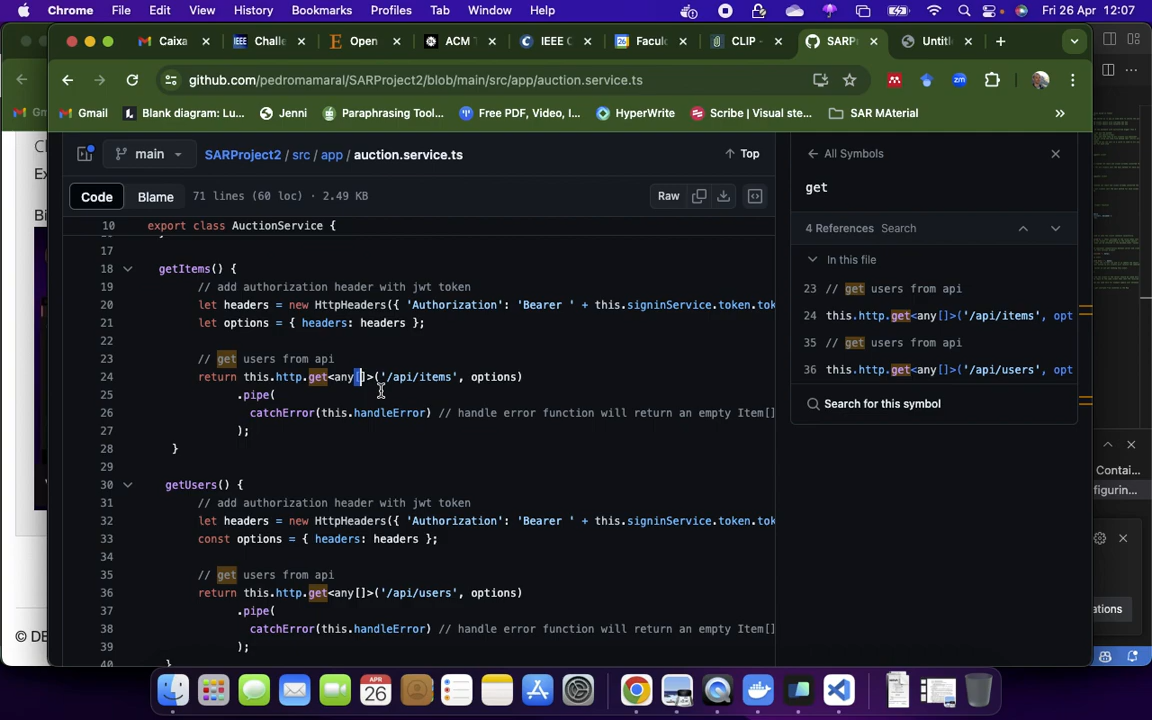 Chrome File Edit View History Bookmarks Profiles Tab Window Help Fri 26 Apr 12:07
Caixa Challe Open ACM T IEEE C Facul CLIP - SARP Untitl
github.com/pedromamaral/SARProject2/blob/main/src/app/auction.service.ts
Gmail Blank diagram: Lu... Jenni Paraphrasing Tool... Free PDF, Video, I... HyperWrite Scribe | Visual ste... SAR MAterial »
main SARProject2 / src / app / auction.service.ts Top
Code Blame 71 lines (60 loc) · 2.49 KB Raw
10 export class AuctionService {
17
18 getItems() {
19 // add authorization header with jwt token
20 let headers = new HttpHeaders({ 'Authorization': 'Bearer ' + this.signinService.token.tok
21 let options = { headers: headers };
22
23 // get users from api
24 return this.http.get<any[]>('/api/items', options)
25 .pipe(
26 catchError(this.handleError) // handle error function will return an empty Item[]
27 );
28 }
29
30 getUsers() {
31 // add authorization header with jwt token
32 let headers = new HttpHeaders({ 'Authorization': 'Bearer ' + this.signinService.token.tok
33 const options = { headers: headers };
34
35 // get users from api
36 return this.http.get<any[]>('/api/users', options)
37 .pipe(
38 catchError(this.handleError) // handle error function will return an empty Item[]
39 );
40 }
All Symbols
get
4 References Search
In this file
23 // get users from api
24 this.http.get<any[]>('/api/items', opt
35 // get users from api
36 this.http.get<any[]>('/api/users', opt
Search for this symbol
Ex
Bi
© DE
Contai...
figurin...
ations
APR
26